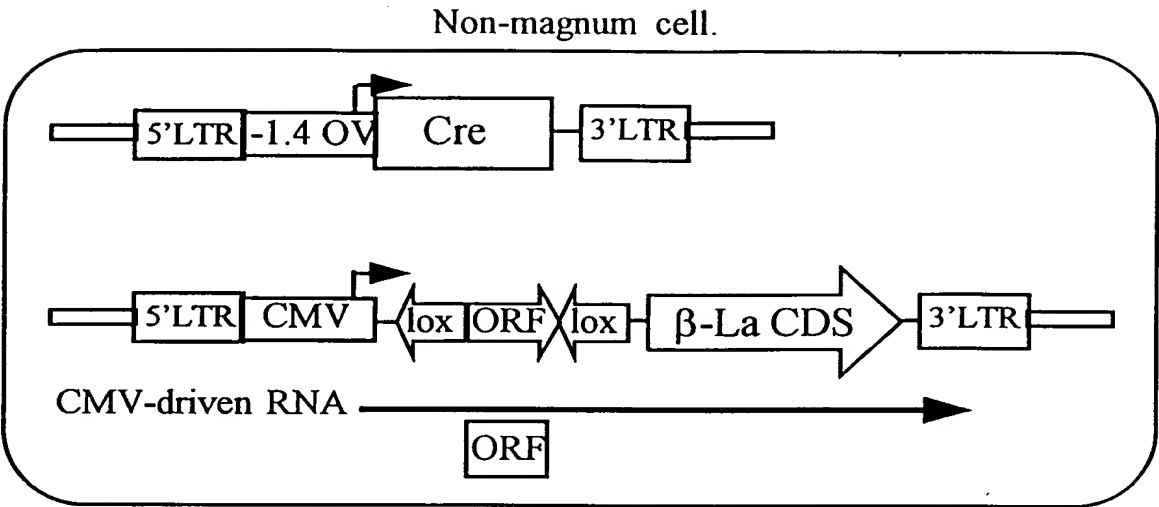 Non-magnum cell.
5'LTR -1.4 OV Cre 3'LTR
5'LTR CMV lox ORF lox β-La CDS 3'LTR
CMV-driven RNA
ORF